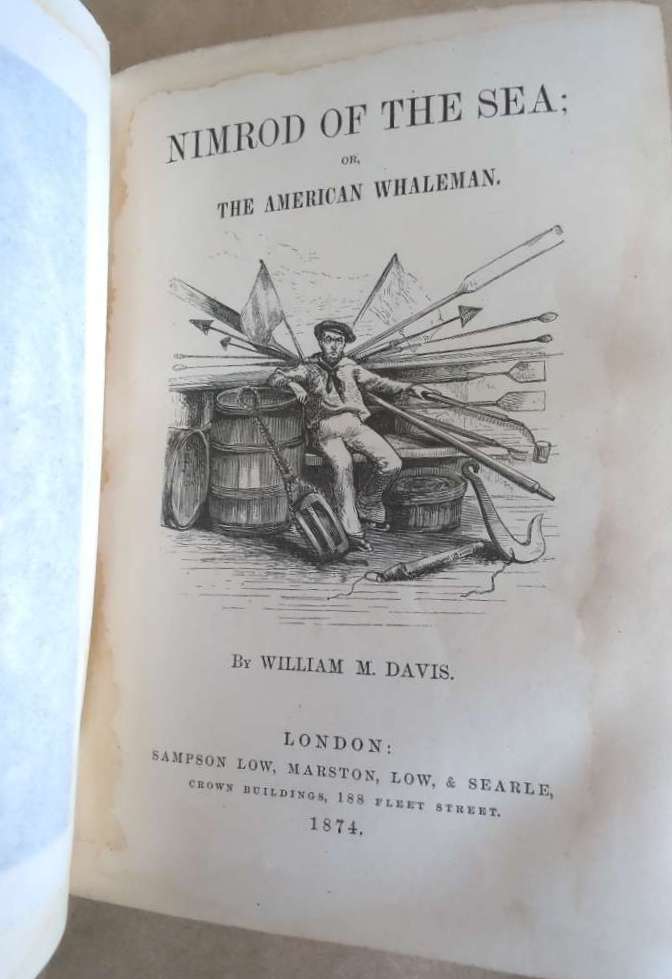 NIMROD OF THE SEA;
OR,
THE AMERICAN WHALEMAN.
By WILLIAM M. DAVIS.
LONDON:
SAMPSON LOW, MARSTON, LOW, & SEARLE,
CROWN BUILDINGS, 188 FLEET STREET.
1874.